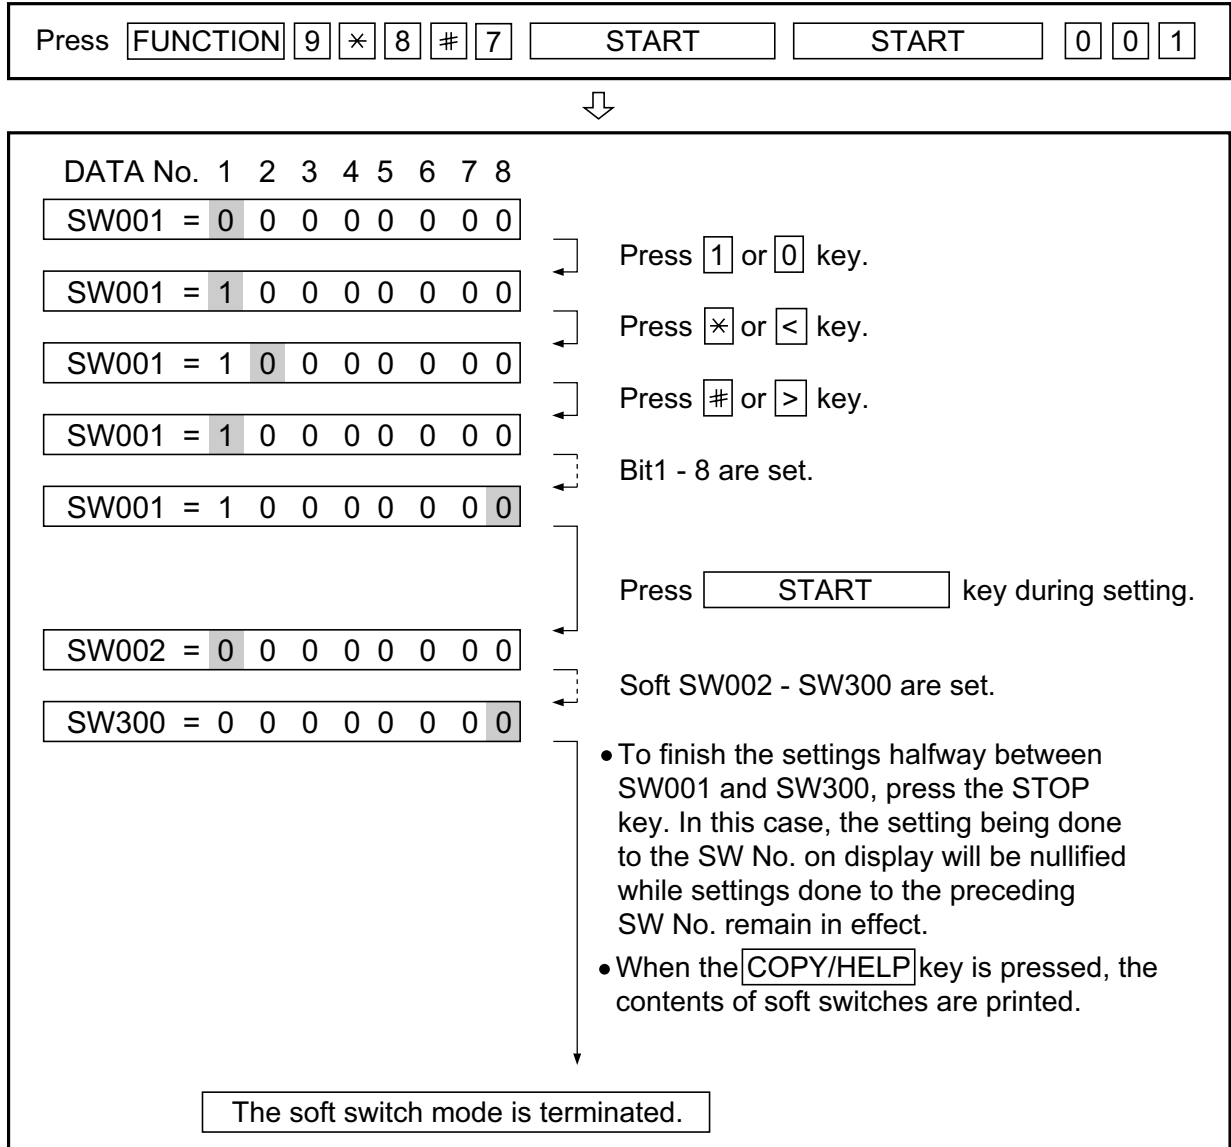 Press FUNCTION 9 * 8 # 7 START START 0 0 1
DATA No. 1 2 3 4 5 6 7 8
SW001 = 0 0 0 0 0 0 0 0
Press 1 or 0 key.
SW001 = 1 0 0 0 0 0 0 0
Press * or < key.
SW001 = 1 0 0 0 0 0 0 0
Press # or > key.
SW001 = 1 0 0 0 0 0 0 0
Bit1 - 8 are set.
SW001 = 1 0 0 0 0 0 0 0
Press START key during setting.
SW002 = 0 0 0 0 0 0 0 0
Soft SW002 - SW300 are set.
SW300 = 0 0 0 0 0 0 0 0
• To finish the settings halfway between
SW001 and SW300, press the STOP
key. In this case, the setting being done
to the SW No. on display will be nullified
while settings done to the preceding
SW No. remain in effect.
• When the COPY/HELP key is pressed, the
contents of soft switches are printed.
The soft switch mode is terminated.